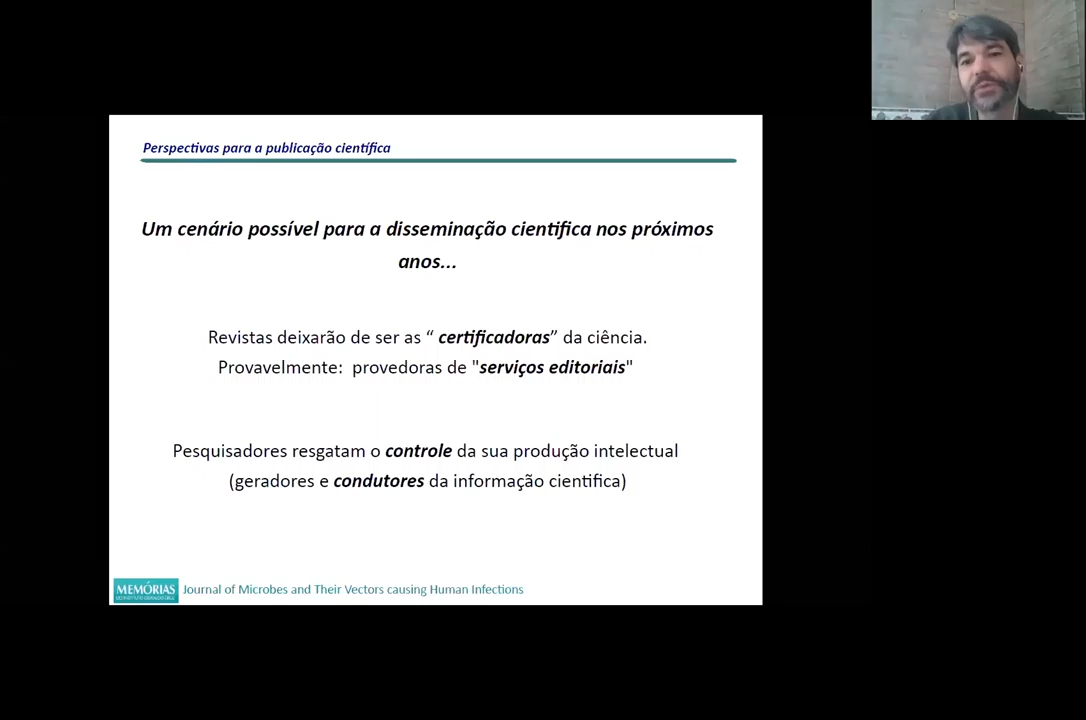 Perspectivas para a publicação científica
Um cenário possível para a disseminação científica nos próximos
anos...
Revistas deixarão de ser as “ certificadoras” da ciência.
Provavelmente: provedoras de "serviços editoriais"
Pesquisadores resgatam o controle da sua produção intelectual
(geradores e condutores da informação científica)
MEMÓRIAS
Journal of Microbes and Their Vectors causing Human Infections